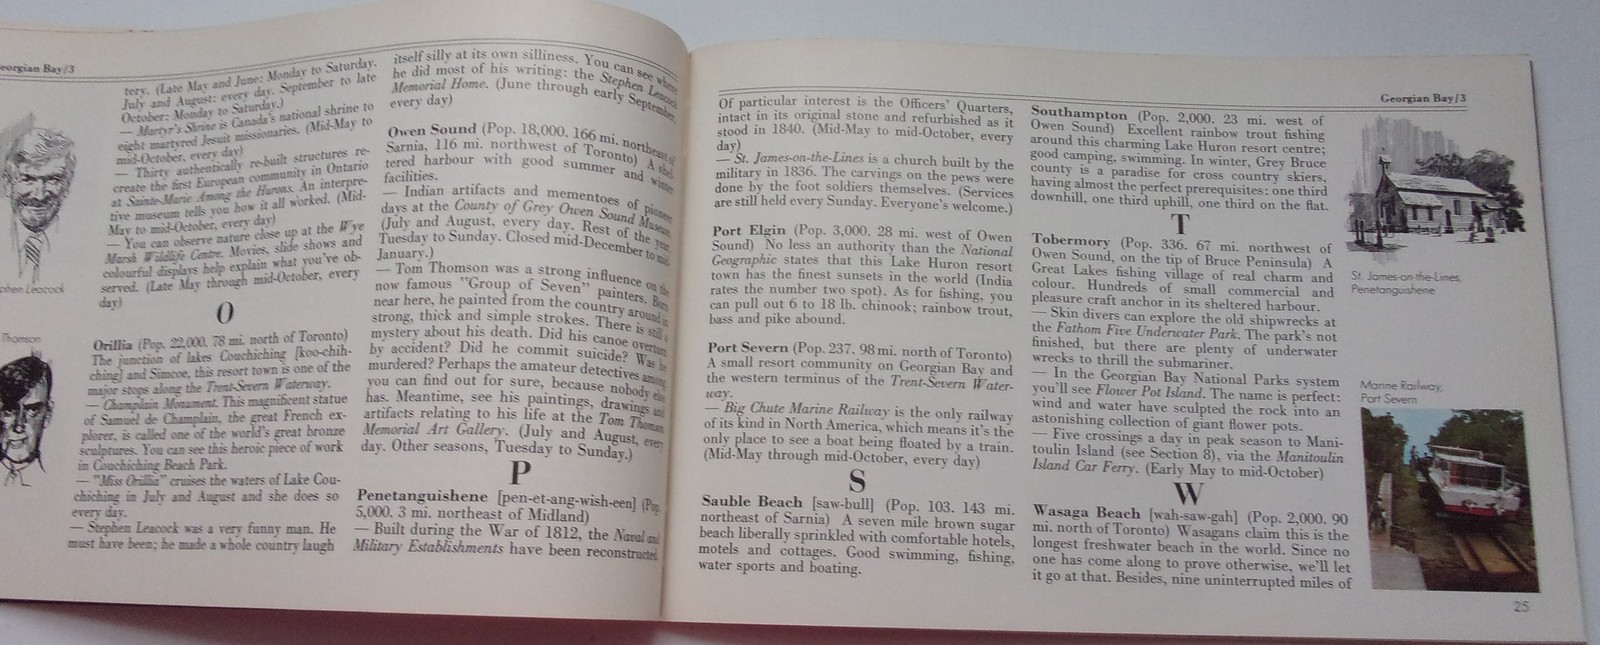 eorgian Bay/3
phen Leacock
Thomson
tery. (Late May and June: Monday to Saturday.
July and August: every day. September to late
October: Monday to Saturday.)
— Martyr's Shrine is Canada's national shrine to
eight martyred Jesuit missionaries. (Mid-May to
mid-October, every day)
— Thirty authentically re-built structures re-
create the first European community in Ontario
at Sainte-Marie Among the Hurons. An interpre-
tive museum tells you how it all worked. (Mid-
May to mid-October, every day)
— You can observe nature close up at the Wye
Marsh Wildlife Centre. Movies, slide shows and
colourful displays help explain what you've ob-
served. (Late May through mid-October, every
day)
O
Orillia (Pop. 22,000. 78 mi. north of Toronto)
The junction of lakes Couchiching [koo-chih-
ching] and Simcoe, this resort town is one of the
major stops along the Trent-Severn Waterway.
— Champlain Monument. This magnificent statue
of Samuel de Champlain, the great French ex-
plorer, is called one of the world's great bronze
sculptures. You can see this heroic piece of work
in Couchiching Beach Park.
— "Miss Orillia" cruises the waters of Lake Cou-
chiching in July and August and she does so
every day.
— Stephen Leacock was a very funny man. He
must have been; he made a whole country laugh
itself silly at its own silliness. You can see where
he did most of his writing: the Stephen Leacock
Memorial Home. (June through early September,
every day)
Owen Sound (Pop. 18,000. 166 mi. northeast of
Sarnia, 116 mi. northwest of Toronto) A shel-
tered harbour with good summer and winter
facilities.
— Indian artifacts and mementoes of pioneer
days at the County of Grey Owen Sound Museum.
(July and August, every day. Rest of the year,
Tuesday to Sunday. Closed mid-December to mid-
January.)
— Tom Thomson was a strong influence on the
now famous "Group of Seven" painters. Born
near here, he painted from the country around in
strong, thick and simple strokes. There is still a
mystery about his death. Did his canoe overturn
by accident? Did he commit suicide? Was he
murdered? Perhaps the amateur detectives among
you can find out for sure, because nobody else
has. Meantime, see his paintings, drawings and
artifacts relating to his life at the Tom Thomson
Memorial Art Gallery. (July and August, every
day. Other seasons, Tuesday to Sunday.)
P
Penetanguishene [pen-et-ang-wish-een] (Pop.
5,000. 3 mi. northeast of Midland)
— Built during the War of 1812, the Naval and
Military Establishments have been reconstructed.
Georgian Bay/3
Of particular interest is the Officers' Quarters,
intact in its original stone and refurbished as it
stood in 1840. (Mid-May to mid-October, every
day)
— St. James-on-the-Lines is a church built by the
military in 1836. The carvings on the pews were
done by the foot soldiers themselves. (Services
are still held every Sunday. Everyone's welcome.)
Port Elgin (Pop. 3,000. 28 mi. west of Owen
Sound) No less an authority than the National
Geographic states that this Lake Huron resort
town has the finest sunsets in the world (India
rates the number two spot). As for fishing, you
can pull out 6 to 18 lb. chinook; rainbow trout,
bass and pike abound.
Port Severn (Pop. 237. 98 mi. north of Toronto)
A small resort community on Georgian Bay and
the western terminus of the Trent-Severn Water-
way.
— Big Chute Marine Railway is the only railway
of its kind in North America, which means it's the
only place to see a boat being floated by a train.
(Mid-May through mid-October, every day)
S
Sauble Beach [saw-bull] (Pop. 103. 143 mi.
northeast of Sarnia) A seven mile brown sugar
beach liberally sprinkled with comfortable hotels,
motels and cottages. Good swimming, fishing,
water sports and boating.
Southampton (Pop. 2,000. 23 mi. west of
Owen Sound) Excellent rainbow trout fishing
around this charming Lake Huron resort centre;
good camping, swimming. In winter, Grey Bruce
county is a paradise for cross country skiers,
having almost the perfect prerequisites: one third
downhill, one third uphill, one third on the flat.
T
Tobermory (Pop. 336. 67 mi. northwest of
Owen Sound, on the tip of Bruce Peninsula) A
Great Lakes fishing village of real charm and
colour. Hundreds of small commercial and
pleasure craft anchor in its sheltered harbour.
— Skin divers can explore the old shipwrecks at
the Fathom Five Underwater Park. The park's not
finished, but there are plenty of underwater
wrecks to thrill the submariner.
— In the Georgian Bay National Parks system
you'll see Flower Pot Island. The name is perfect:
wind and water have sculpted the rock into an
astonishing collection of giant flower pots.
— Five crossings a day in peak season to Mani-
toulin Island (see Section 8), via the Manitoulin
Island Car Ferry. (Early May to mid-October)
W
Wasaga Beach [wah-saw-gah] (Pop. 2,000. 90
mi. north of Toronto) Wasagans claim this is the
longest freshwater beach in the world. Since no
one has come along to prove otherwise, we'll let
it go at that. Besides, nine uninterrupted miles of
St. James-on-the-Lines,
Penetanguishene
Marine Railway,
Port Severn
25